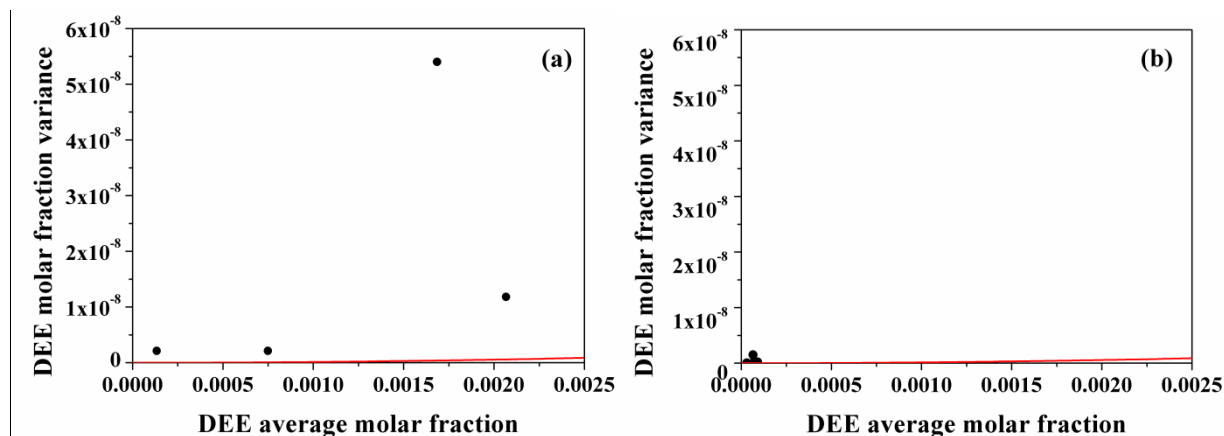 (a)
DEE molar fraction variance
6x10⁻⁸
5x10⁻⁸
4x10⁻⁸
3x10⁻⁸
2x10⁻⁸
1x10⁻⁸
0
0.0000 0.0005 0.0010 0.0015 0.0020 0.0025
DEE average molar fraction
(b)
DEE molar fraction variance
6x10⁻⁸
5x10⁻⁸
4x10⁻⁸
3x10⁻⁸
2x10⁻⁸
1x10⁻⁸
0
0.0000 0.0005 0.0010 0.0015 0.0020 0.0025
DEE average molar fraction